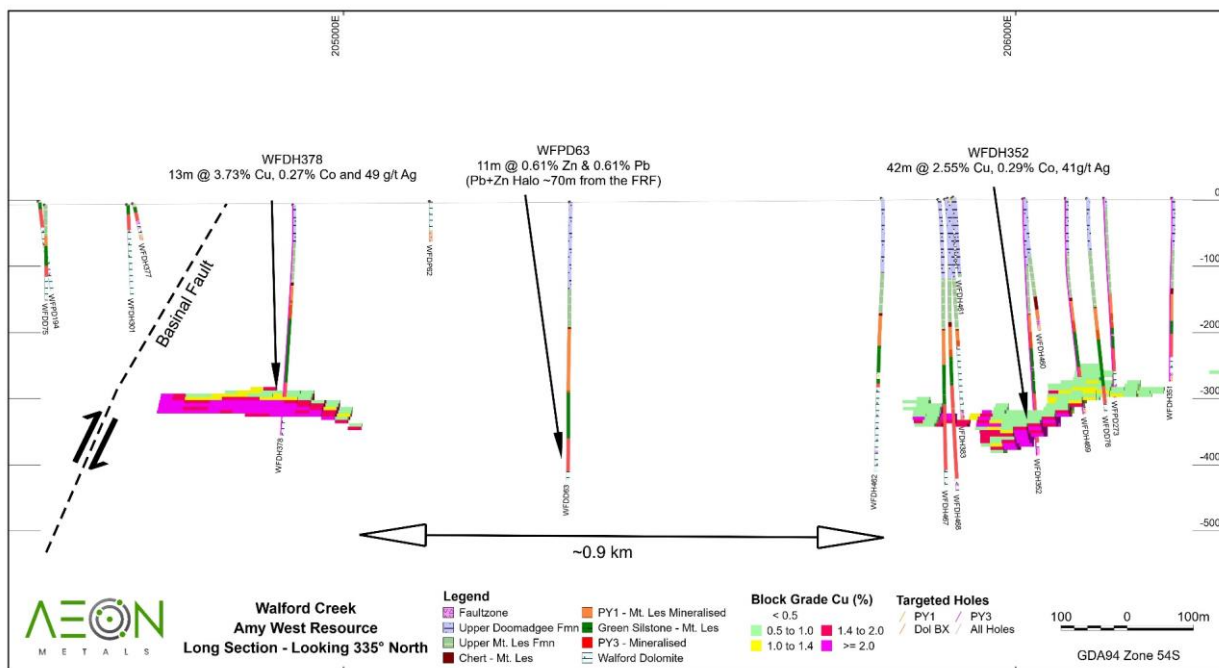 205000E
206000E
WFDH378
13m @ 3.73% Cu, 0.27% Co and 49 g/t Ag
WFPD63
11m @ 0.61% Zn & 0.61% Pb
(Pb+Zn Halo ~70m from the FRF)
WFDH352
42m @ 2.55% Cu, 0.29% Co, 41g/t Ag
0
-100
-200
-300
-400
-500
Basinal Fault
WFDD75
WFPD194
WFDH301
WFDH377
WFDH378
WFDP62
WFDD63
WFDH462
WFDH467
WFDH468
WFDH461
WFDH383
WFDH460
WFDH352
WFDH469
WFDD76
WFPD273
WFDH351
~0.9 km
AEON
METALS
Walford Creek
Amy West Resource
Long Section - Looking 335° North
Legend
Faultzone
Upper Doomadgee Fmn
Upper Mt. Les Fmn
Chert - Mt. Les
PY1 - Mt. Les Mineralised
Green Silstone - Mt. Les
PY3 - Mineralised
Walford Dolomite
Block Grade Cu (%)
< 0.5
0.5 to 1.0
1.0 to 1.4
1.4 to 2.0
>= 2.0
Targeted Holes
PY1
Dol BX
PY3
All Holes
100 0 100m
GDA94 Zone 54S